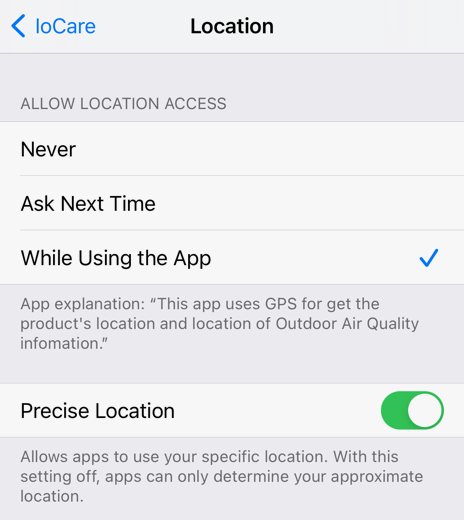 IoCare
Location
ALLOW LOCATION ACCESS
Never
Ask Next Time
While Using the App
App explanation: “This app uses GPS for get the
product's location and location of Outdoor Air Quality
infomation.”
Precise Location
Allows apps to use your specific location. With this
setting off, apps can only determine your approximate
location.